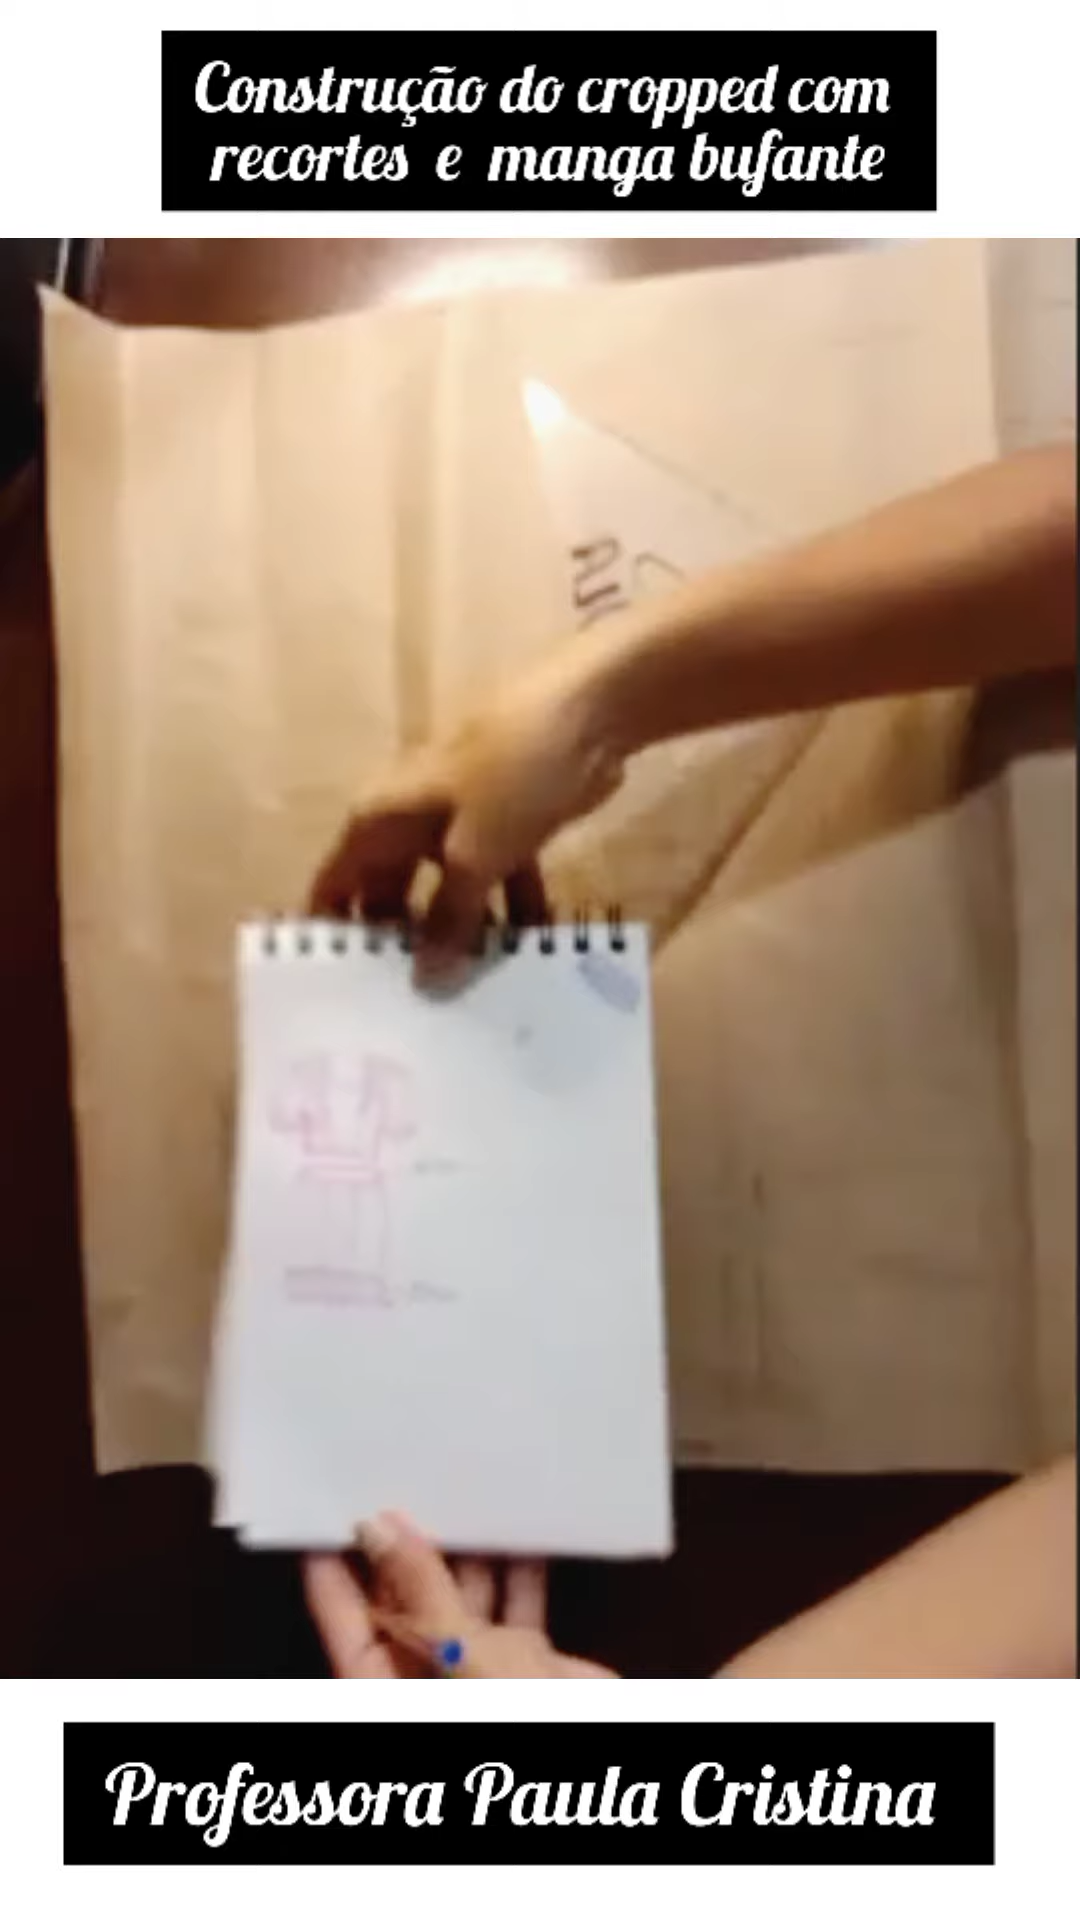 Construção do cropped com
recortes e manga bufante
Professora Paula Cristina